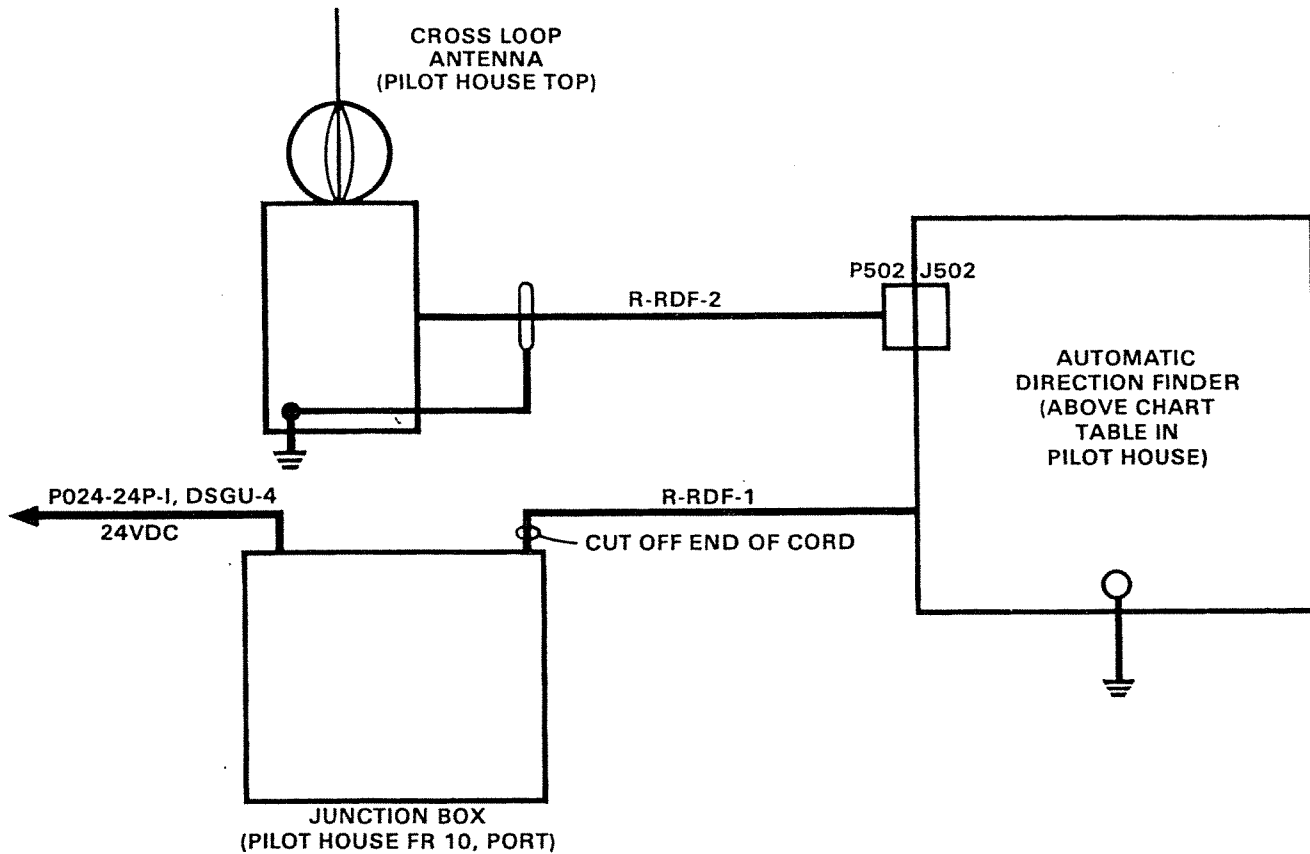 CROSS LOOP
ANTENNA
(PILOT HOUSE TOP)
P502
J502
R-RDF-2
AUTOMATIC
DIRECTION FINDER
(ABOVE CHART
TABLE IN
PILOT HOUSE)
P024-24P-I, DSGU-4
24VDC
R-RDF-1
CUT OFF END OF CORD
JUNCTION BOX
(PILOT HOUSE FR 10, PORT)